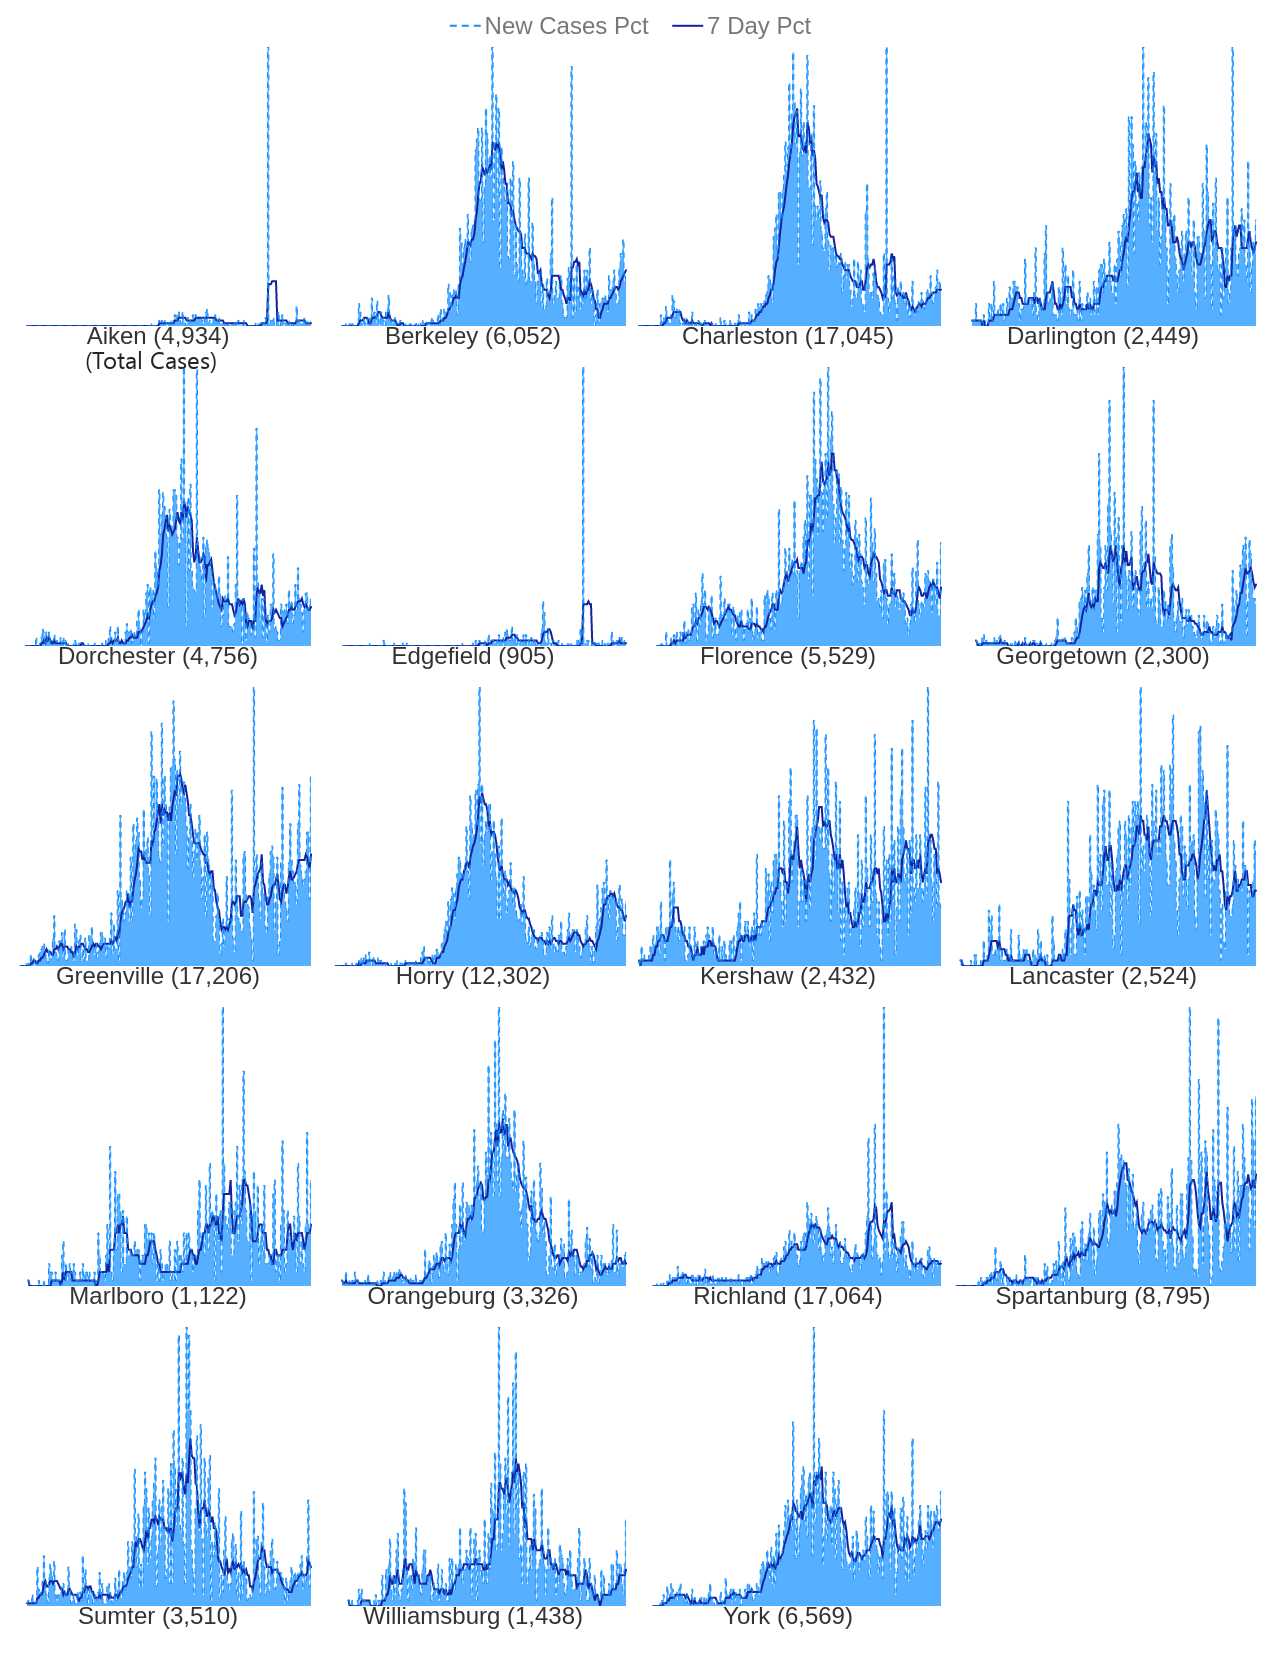 New Cases Pct 7 Day Pct
Aiken (4,934) Berkeley (6,052) Charleston (17,045) Darlington (2,449)
(Total Cases)
Dorchester (4,756) Edgefield (905) Florence (5,529) Georgetown (2,300)
Greenville (17,206) Horry (12,302) Kershaw (2,432) Lancaster (2,524)
Marlboro (1,122) Orangeburg (3,326) Richland (17,064) Spartanburg (8,795)
Sumter (3,510) Williamsburg (1,438) York (6,569)